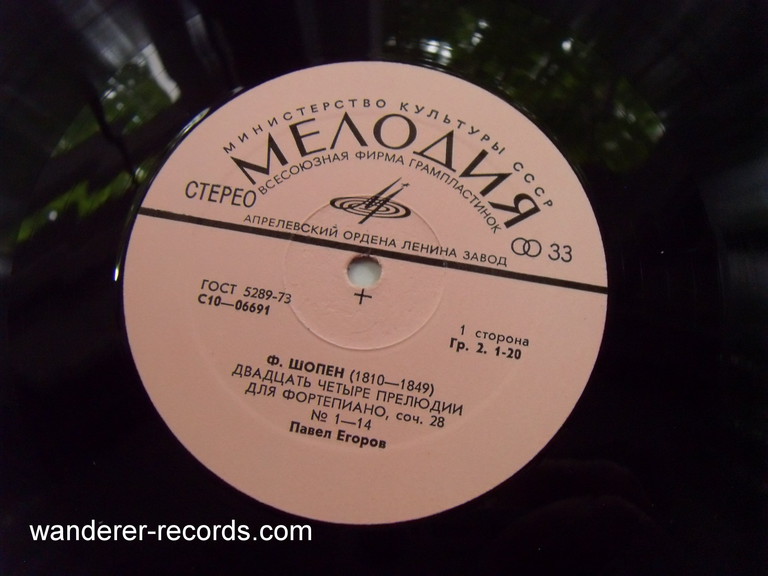 МИНИСТЕРСТВО КУЛЬТУРЫ СССР
МЕЛОДИЯ
ВСЕСОЮЗНАЯ ФИРМА ГРАМПЛАСТИНОК
СТЕРЕО
33
АПРЕЛЕВСКИЙ ОРДЕНА ЛЕНИНА ЗАВОД
ГОСТ 5289-73
С10—06691
1 сторона
Гр. 2. 1-20
Ф. ШОПЕН (1810—1849)
ДВАДЦАТЬ ЧЕТЫРЕ ПРЕЛЮДИИ
ДЛЯ ФОРТЕПИАНО, соч. 28
№ 1—14
Павел Егоров
wanderer-records.com